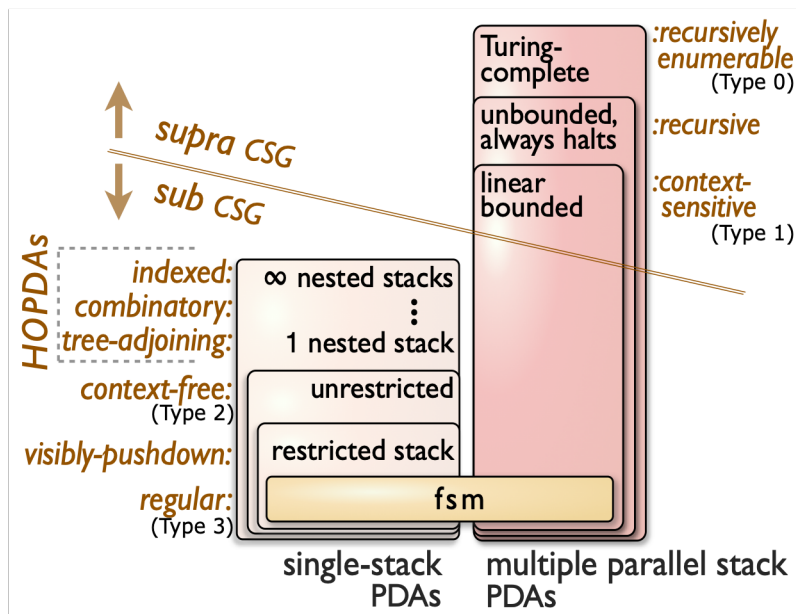 Turing-
complete
:recursively
enumerable
(Type 0)
unbounded,
always halts
:recursive
linear
bounded
:context-
sensitive
(Type 1)
supra CSG
sub CSG
HOPDAs
indexed:
∞ nested stacks
combinatory:
⋮
tree-adjoining:
1 nested stack
context-free:
(Type 2)
unrestricted
visibly-pushdown:
restricted stack
regular:
(Type 3)
fsm
single-stack
PDAs
multiple parallel stack
PDAs